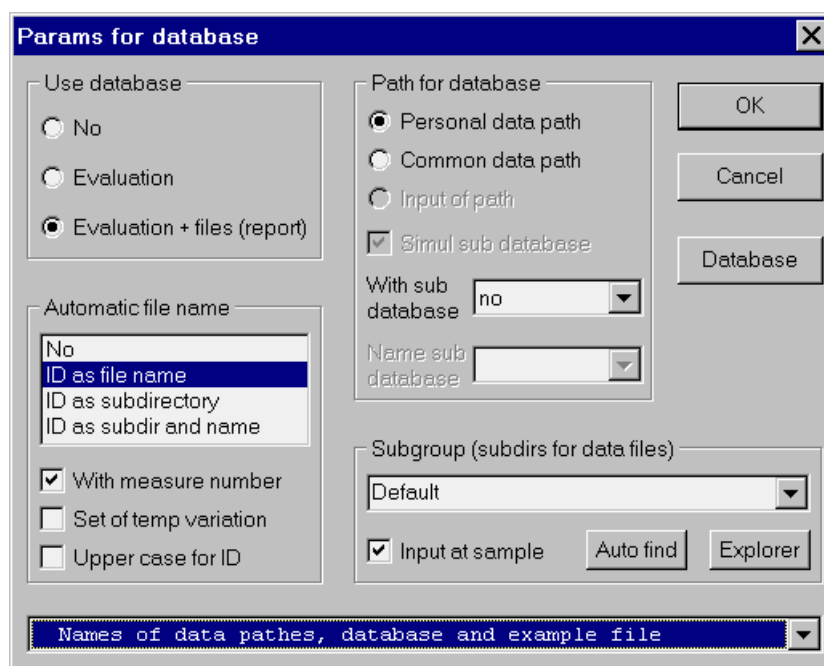 Params for database
Use database
No
Evaluation
Evaluation + files (report)
Automatic file name
No
ID as file name
ID as subdirectory
ID as subdir and name
With measure number
Set of temp variation
Upper case for ID
Path for database
Personal data path
Common data path
Input of path
Simul sub database
With sub
database
no
Name sub
database
Subgroup (subdirs for data files)
Default
Input at sample
Auto find
Explorer
OK
Cancel
Database
Names of data pathes, database and example file